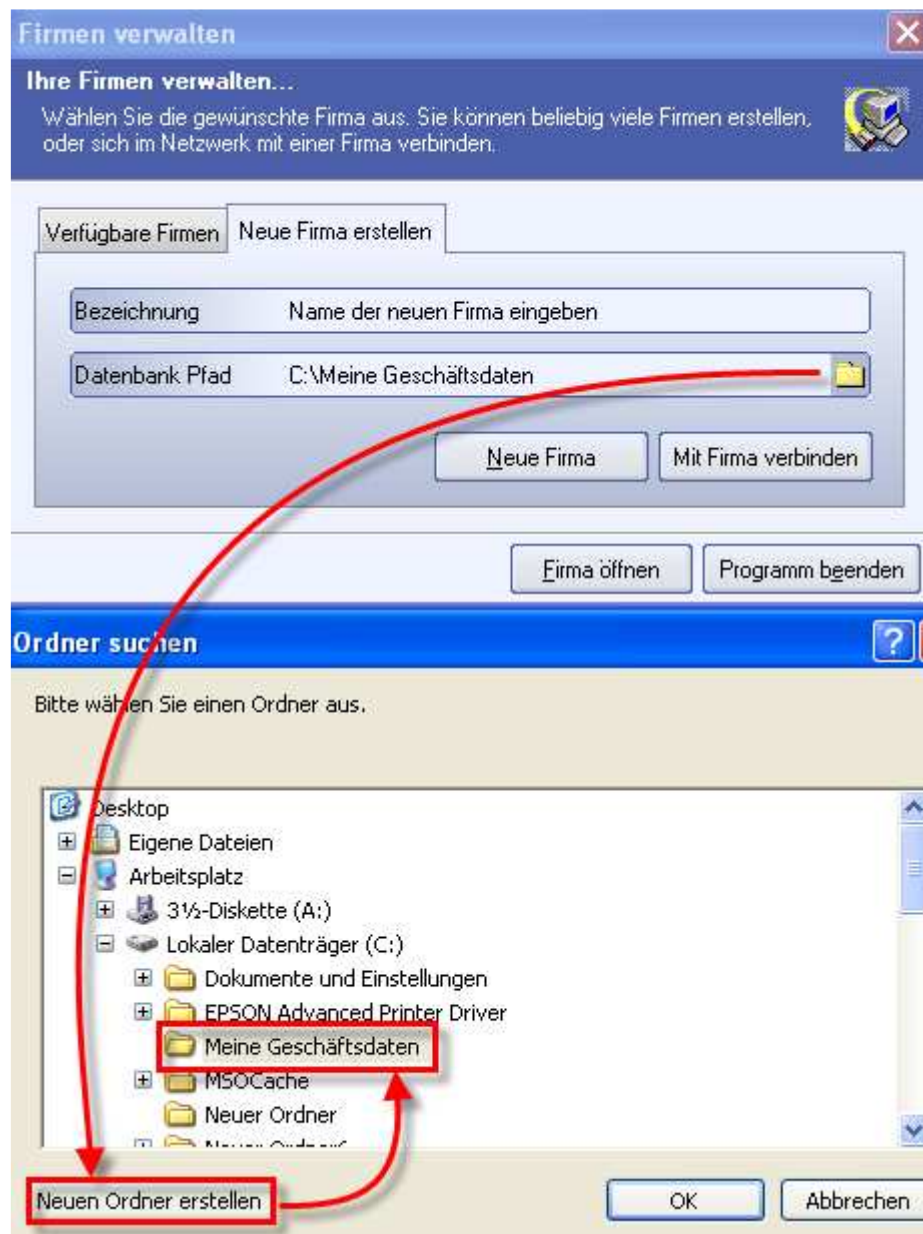 Firmen verwalten
Ihre Firmen verwalten...
Wählen Sie die gewünschte Firma aus. Sie können beliebig viele Firmen erstellen,
oder sich im Netzwerk mit einer Firma verbinden.
Verfügbare Firmen Neue Firma erstellen
Bezeichnung Name der neuen Firma eingeben
Datenbank Pfad C:\Meine Geschäftsdaten
Neue Firma Mit Firma verbinden
Firma öffnen Programm beenden
Ordner suchen
Bitte wählen Sie einen Ordner aus.
Desktop
Eigene Dateien
Arbeitsplatz
3½-Diskette (A:)
Lokaler Datenträger (C:)
Dokumente und Einstellungen
EPSON Advanced Printer Driver
Meine Geschäftsdaten
MSOCache
Neuer Ordner
Neuen Ordner erstellen OK Abbrechen